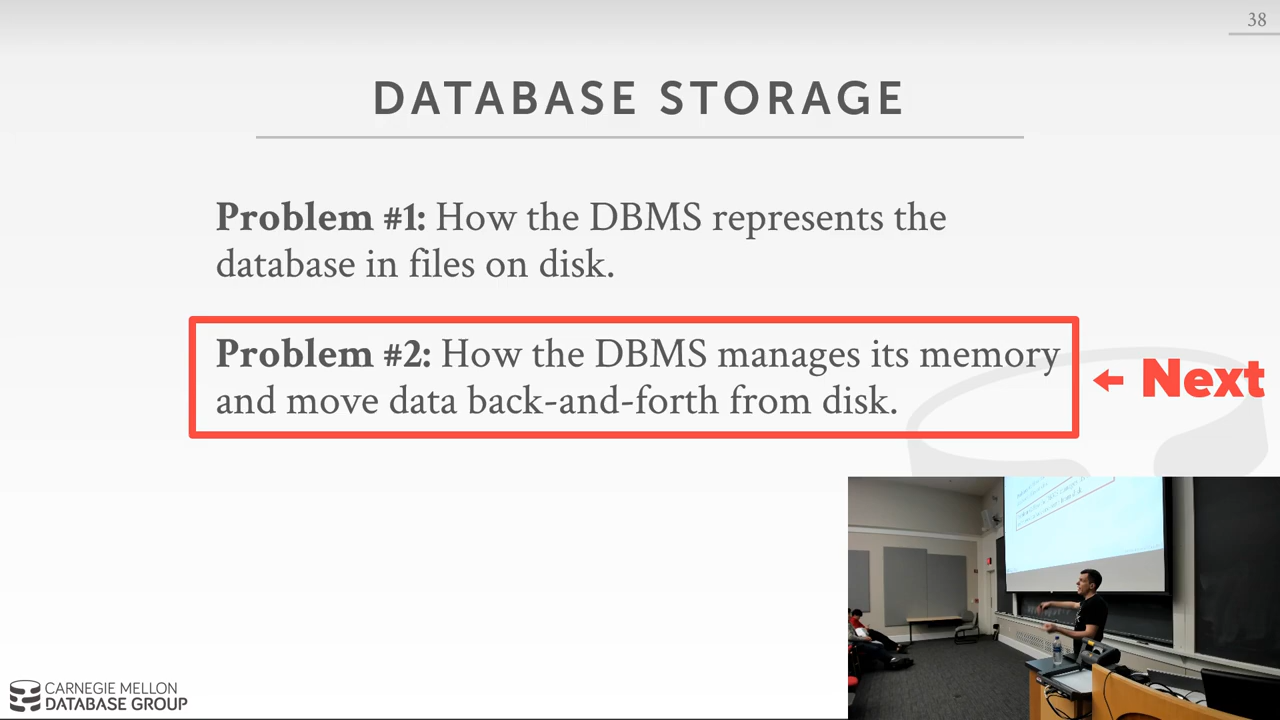 38
DATABASE STORAGE
Problem #1: How the DBMS represents the
database in files on disk.
Problem #2: How the DBMS manages its memory
and move data back-and-forth from disk.
← Next
CARNEGIE MELLON
DATABASE GROUP